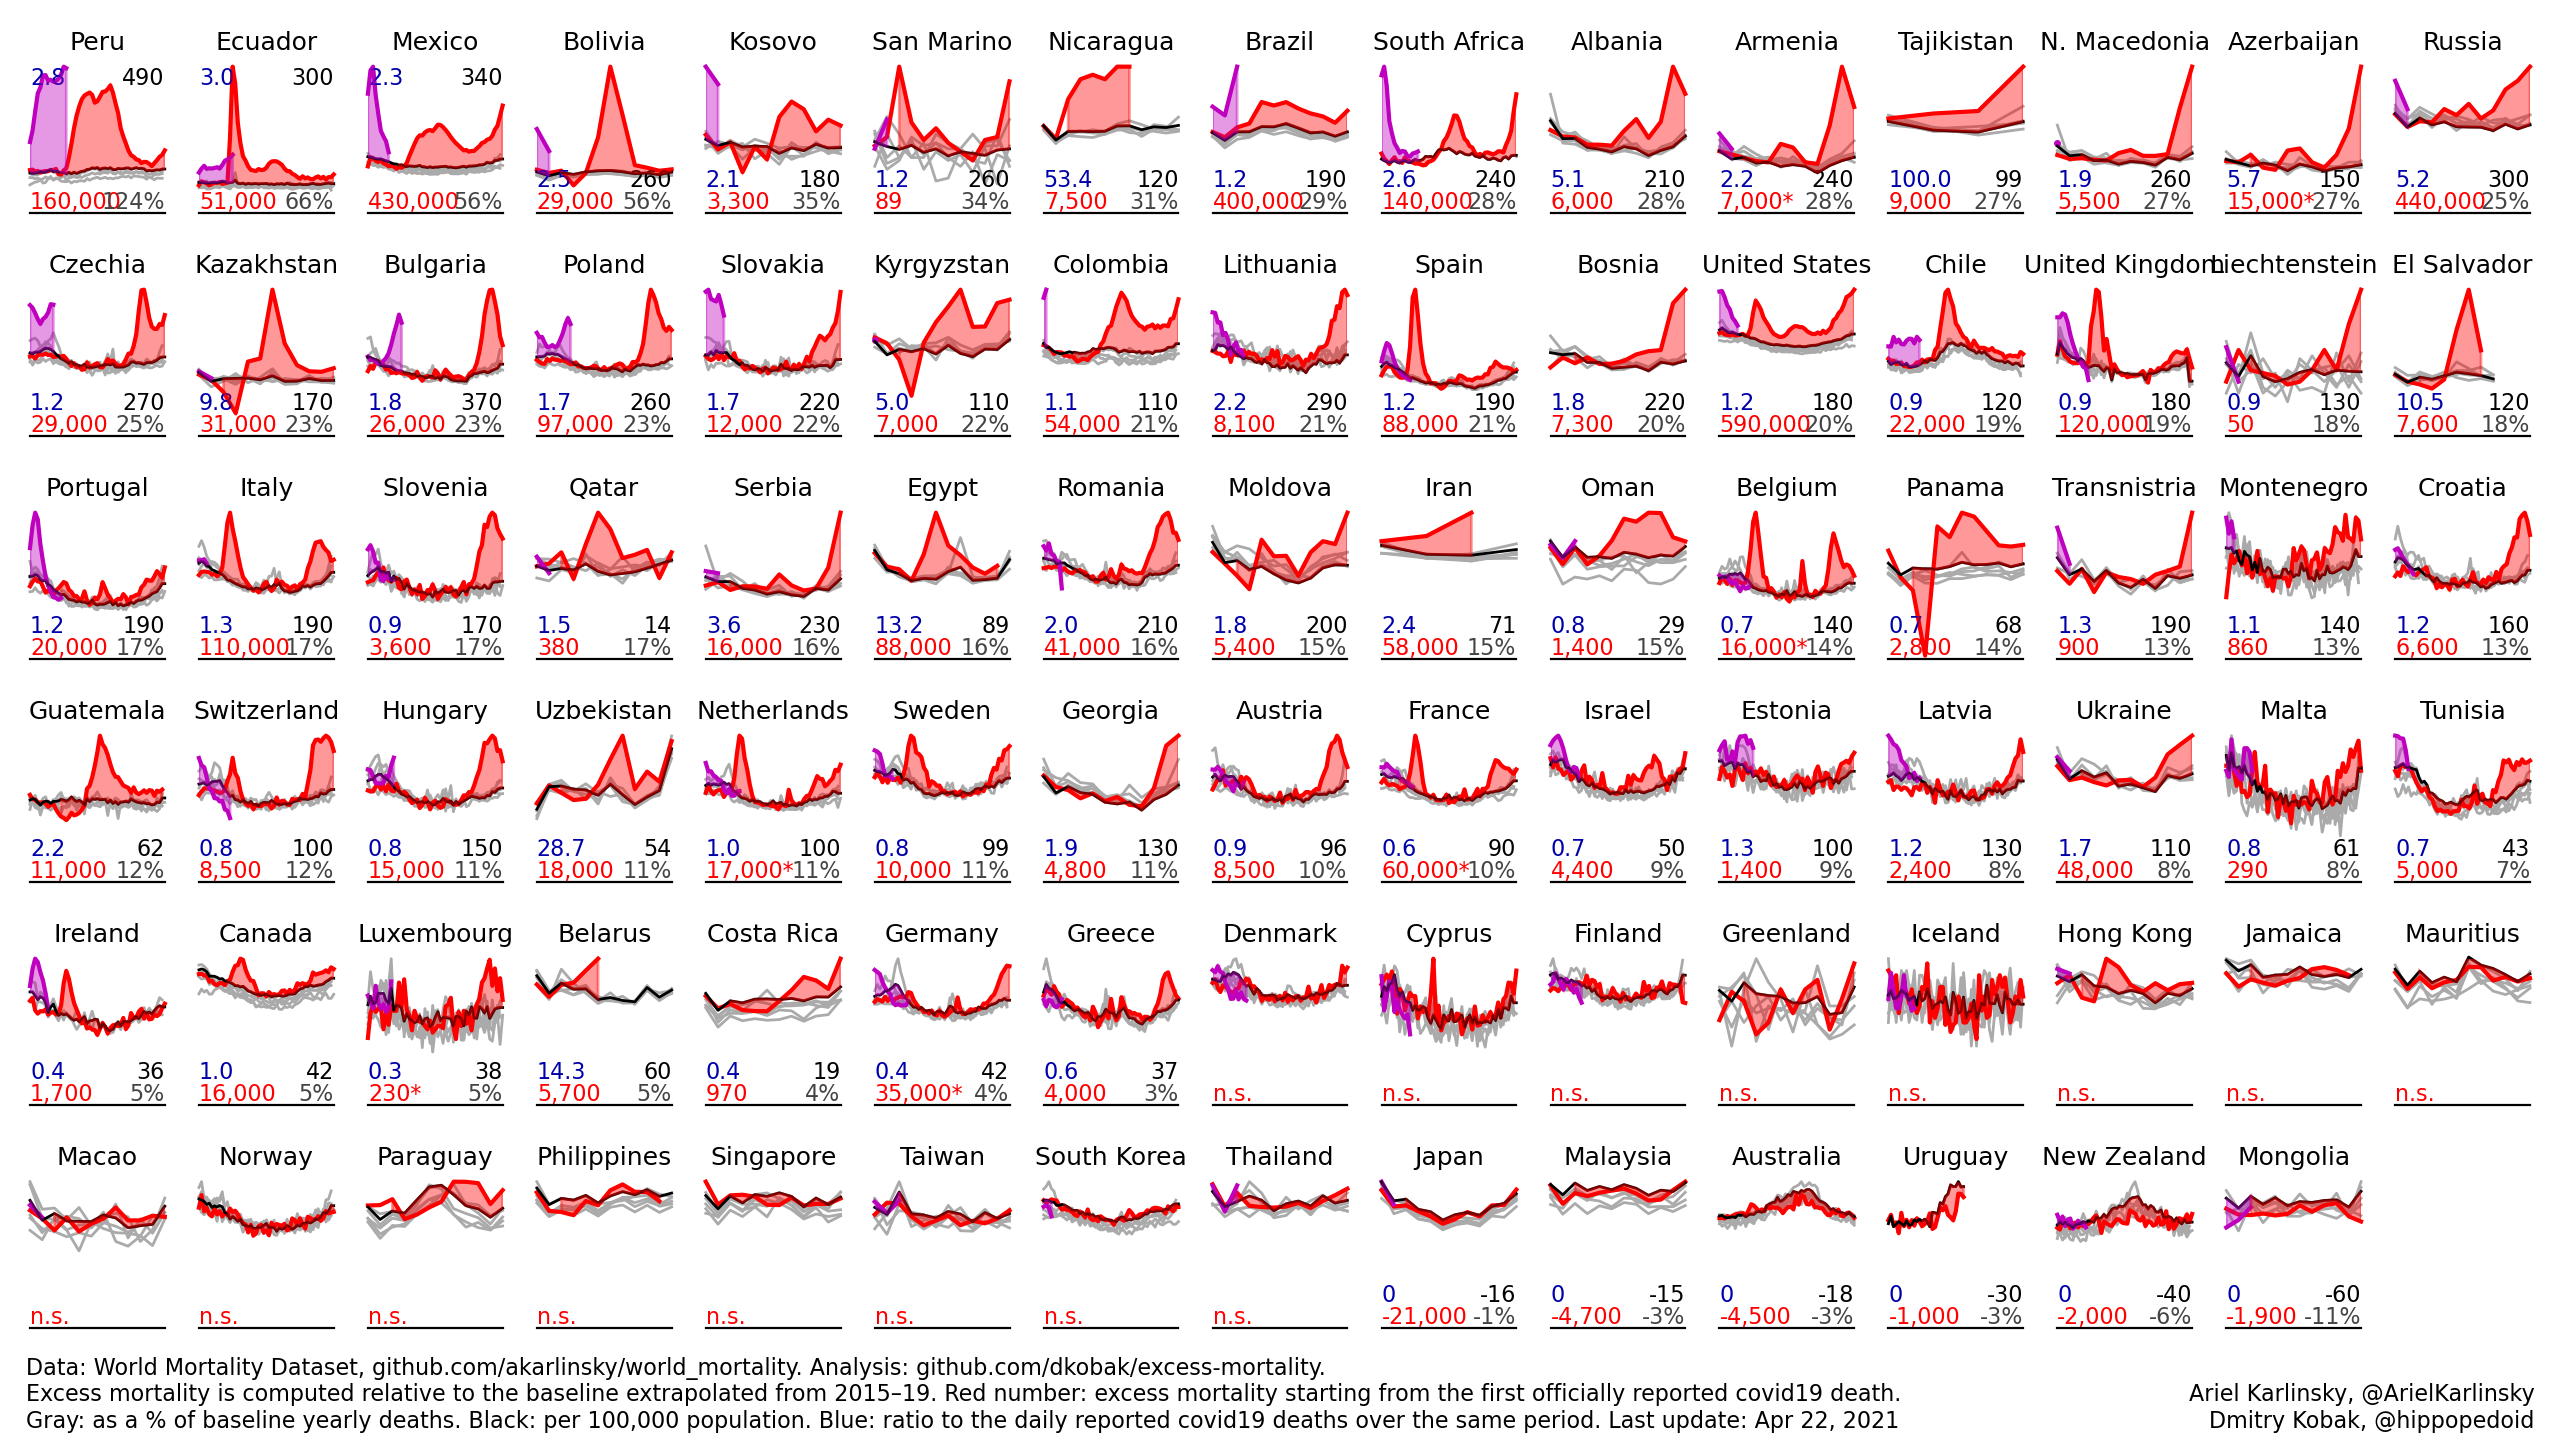 Peru Ecuador Mexico Bolivia Kosovo San Marino Nicaragua Brazil South Africa Albania Armenia Tajikistan N. Macedonia Azerbaijan Russia
2.8 490 3.0 300 2.3 340
2.5 260 2.1 180 1.2 260 53.4 120 1.2 190 2.6 240 5.1 210 2.2 240 100.0 99 1.9 260 5.7 150 5.2 300
160,000 124% 51,000 66% 430,000 56% 29,000 56% 3,300 35% 89 34% 7,500 31% 400,000 29% 140,000 28% 6,000 28% 7,000* 28% 9,000 27% 5,500 27% 15,000* 27% 440,000 25%
Czechia Kazakhstan Bulgaria Poland Slovakia Kyrgyzstan Colombia Lithuania Spain Bosnia United States Chile United Kingdom Liechtenstein El Salvador
1.2 270 9.8 170 1.8 370 1.7 260 1.7 220 5.0 110 1.1 110 2.2 290 1.2 190 1.8 220 1.2 180 0.9 120 0.9 180 0.9 130 10.5 120
29,000 25% 31,000 23% 26,000 23% 97,000 23% 12,000 22% 7,000 22% 54,000 21% 8,100 21% 88,000 21% 7,300 20% 590,000 20% 22,000 19% 120,000 19% 50 18% 7,600 18%
Portugal Italy Slovenia Qatar Serbia Egypt Romania Moldova Iran Oman Belgium Panama Transnistria Montenegro Croatia
1.2 190 1.3 190 0.9 170 1.5 14 3.6 230 13.2 89 2.0 210 1.8 200 2.4 71 0.8 29 0.7 140 0.7 68 1.3 190 1.1 140 1.2 160
20,000 17% 110,000 17% 3,600 17% 380 17% 16,000 16% 88,000 16% 41,000 16% 5,400 15% 58,000 15% 1,400 15% 16,000* 14% 2,800 14% 900 13% 860 13% 6,600 13%
Guatemala Switzerland Hungary Uzbekistan Netherlands Sweden Georgia Austria France Israel Estonia Latvia Ukraine Malta Tunisia
2.2 62 0.8 100 0.8 150 28.7 54 1.0 100 0.8 99 1.9 130 0.9 96 0.6 90 0.7 50 1.3 100 1.2 130 1.7 110 0.8 61 0.7 43
11,000 12% 8,500 12% 15,000 11% 18,000 11% 17,000* 11% 10,000 11% 4,800 11% 8,500 10% 60,000* 10% 4,400 9% 1,400 9% 2,400 8% 48,000 8% 290 8% 5,000 7%
Ireland Canada Luxembourg Belarus Costa Rica Germany Greece Denmark Cyprus Finland Greenland Iceland Hong Kong Jamaica Mauritius
0.4 36 1.0 42 0.3 38 14.3 60 0.4 19 0.4 42 0.6 37
1,700 5% 16,000 5% 230* 5% 5,700 5% 970 4% 35,000* 4% 4,000 3% n.s. n.s. n.s. n.s. n.s. n.s. n.s. n.s.
Macao Norway Paraguay Philippines Singapore Taiwan South Korea Thailand Japan Malaysia Australia Uruguay New Zealand Mongolia
0 -16 0 -15 0 -18 0 -30 0 -40 0 -60
n.s. n.s. n.s. n.s. n.s. n.s. n.s. n.s. -21,000 -1% -4,700 -3% -4,500 -3% -1,000 -3% -2,000 -6% -1,900 -11%
Data: World Mortality Dataset, github.com/akarlinsky/world_mortality. Analysis: github.com/dkobak/excess-mortality.
Excess mortality is computed relative to the baseline extrapolated from 2015–19. Red number: excess mortality starting from the first officially reported covid19 death.
Gray: as a % of baseline yearly deaths. Black: per 100,000 population. Blue: ratio to the daily reported covid19 deaths over the same period. Last update: Apr 22, 2021
Ariel Karlinsky, @ArielKarlinsky
Dmitry Kobak, @hippopedoid